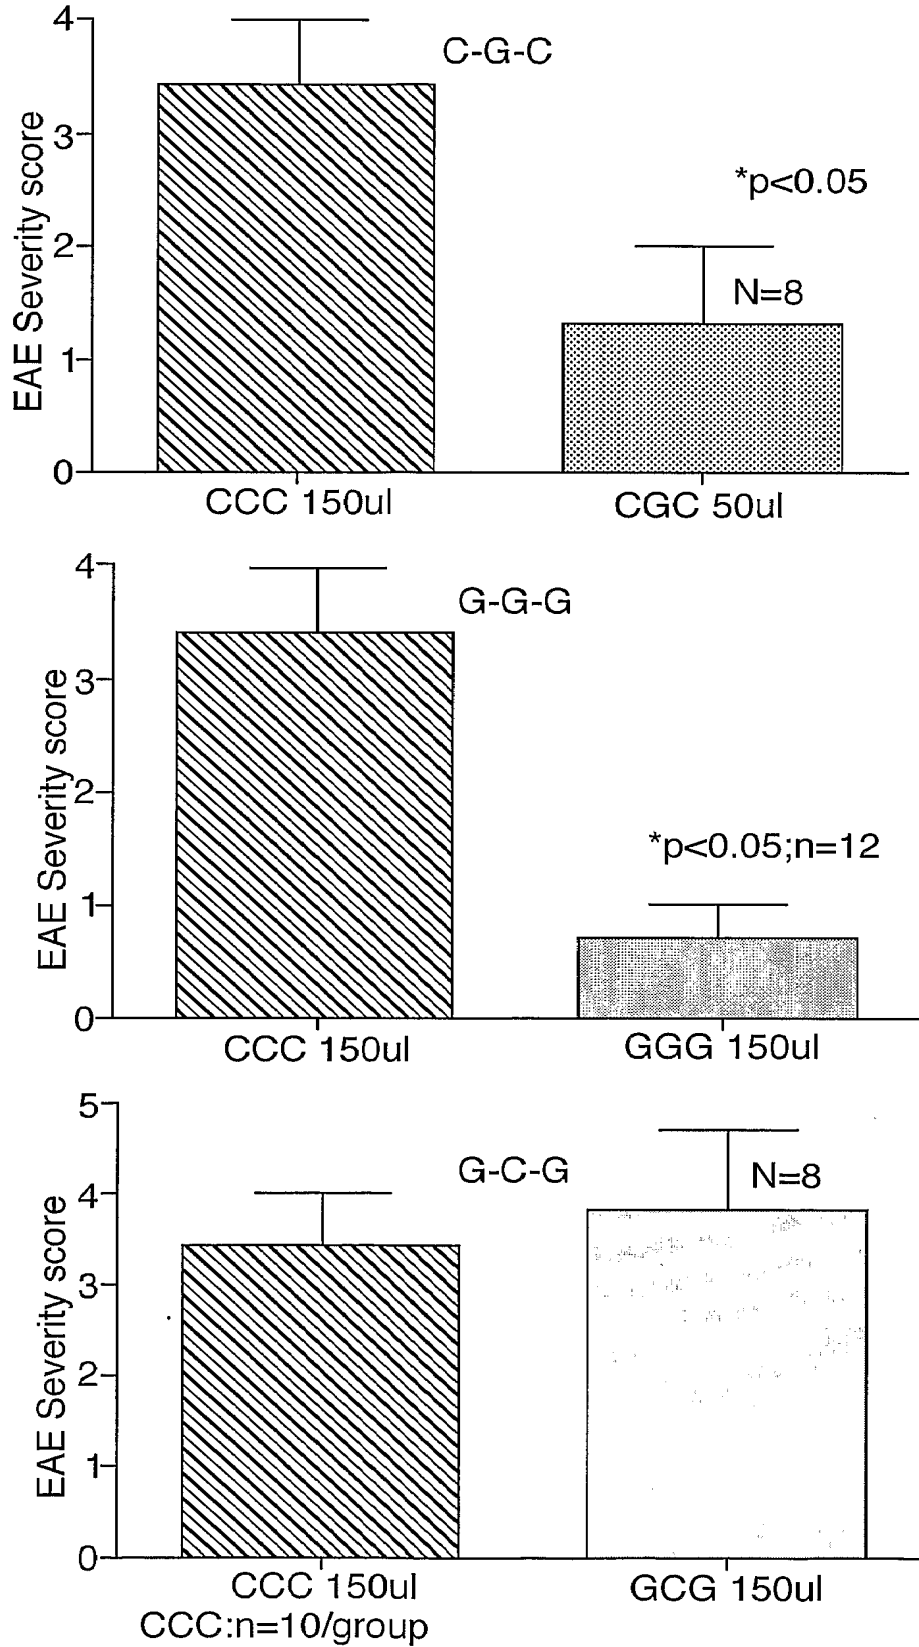 EAE Severity score
4
3
2
1
0
C-G-C
*p<0.05
N=8
CCC 150ul
CGC 50ul
EAE Severity score
4
3
2
1
0
G-G-G
*p<0.05;n=12
CCC 150ul
GGG 150ul
EAE Severity score
5
4
3
2
1
0
G-C-G
N=8
CCC 150ul
GCG 150ul
CCC:n=10/group